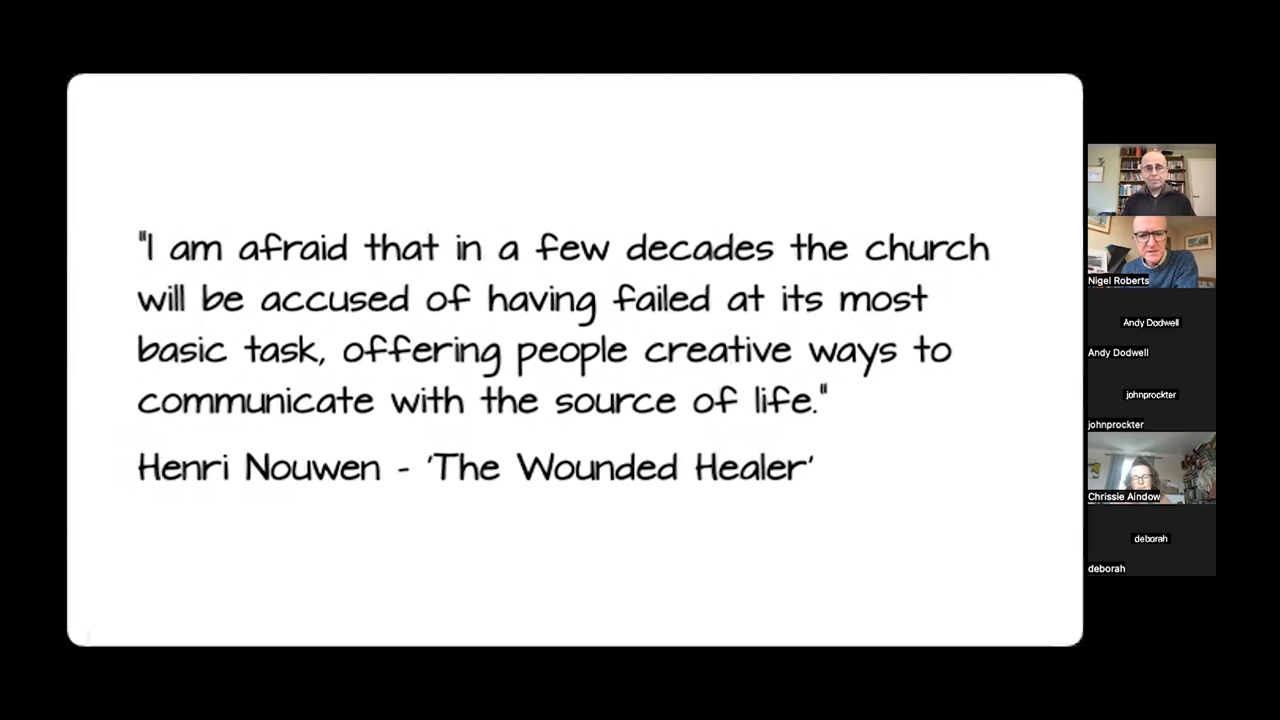 "I am afraid that in a few decades the church
will be accused of having failed at its most
basic task, offering people creative ways to
communicate with the source of life."
Henri Nouwen - 'The Wounded Healer'
Nigel Roberts
Andy Dodwell
Andy Dodwell
johnprockter
johnprockter
Chrissie Aindow
deborah
deborah